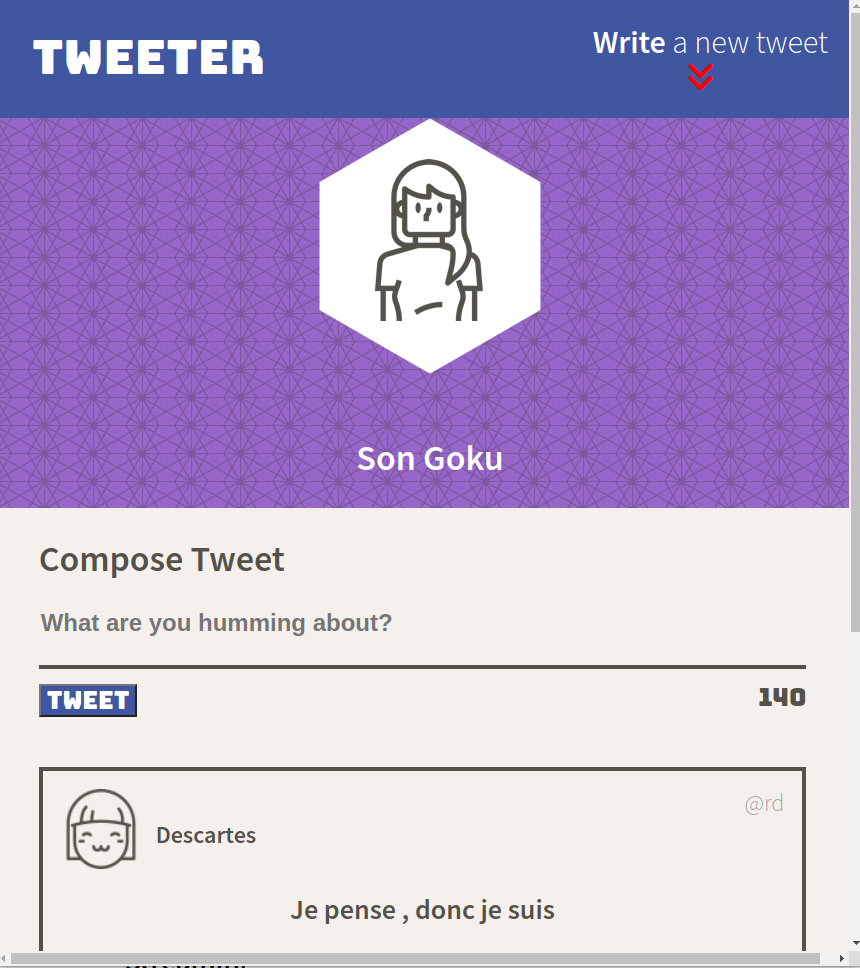 TWEETER
Write a new tweet
Son Goku
Compose Tweet
What are you humming about?
TWEET
140
@rd
Descartes
Je pense , donc je suis